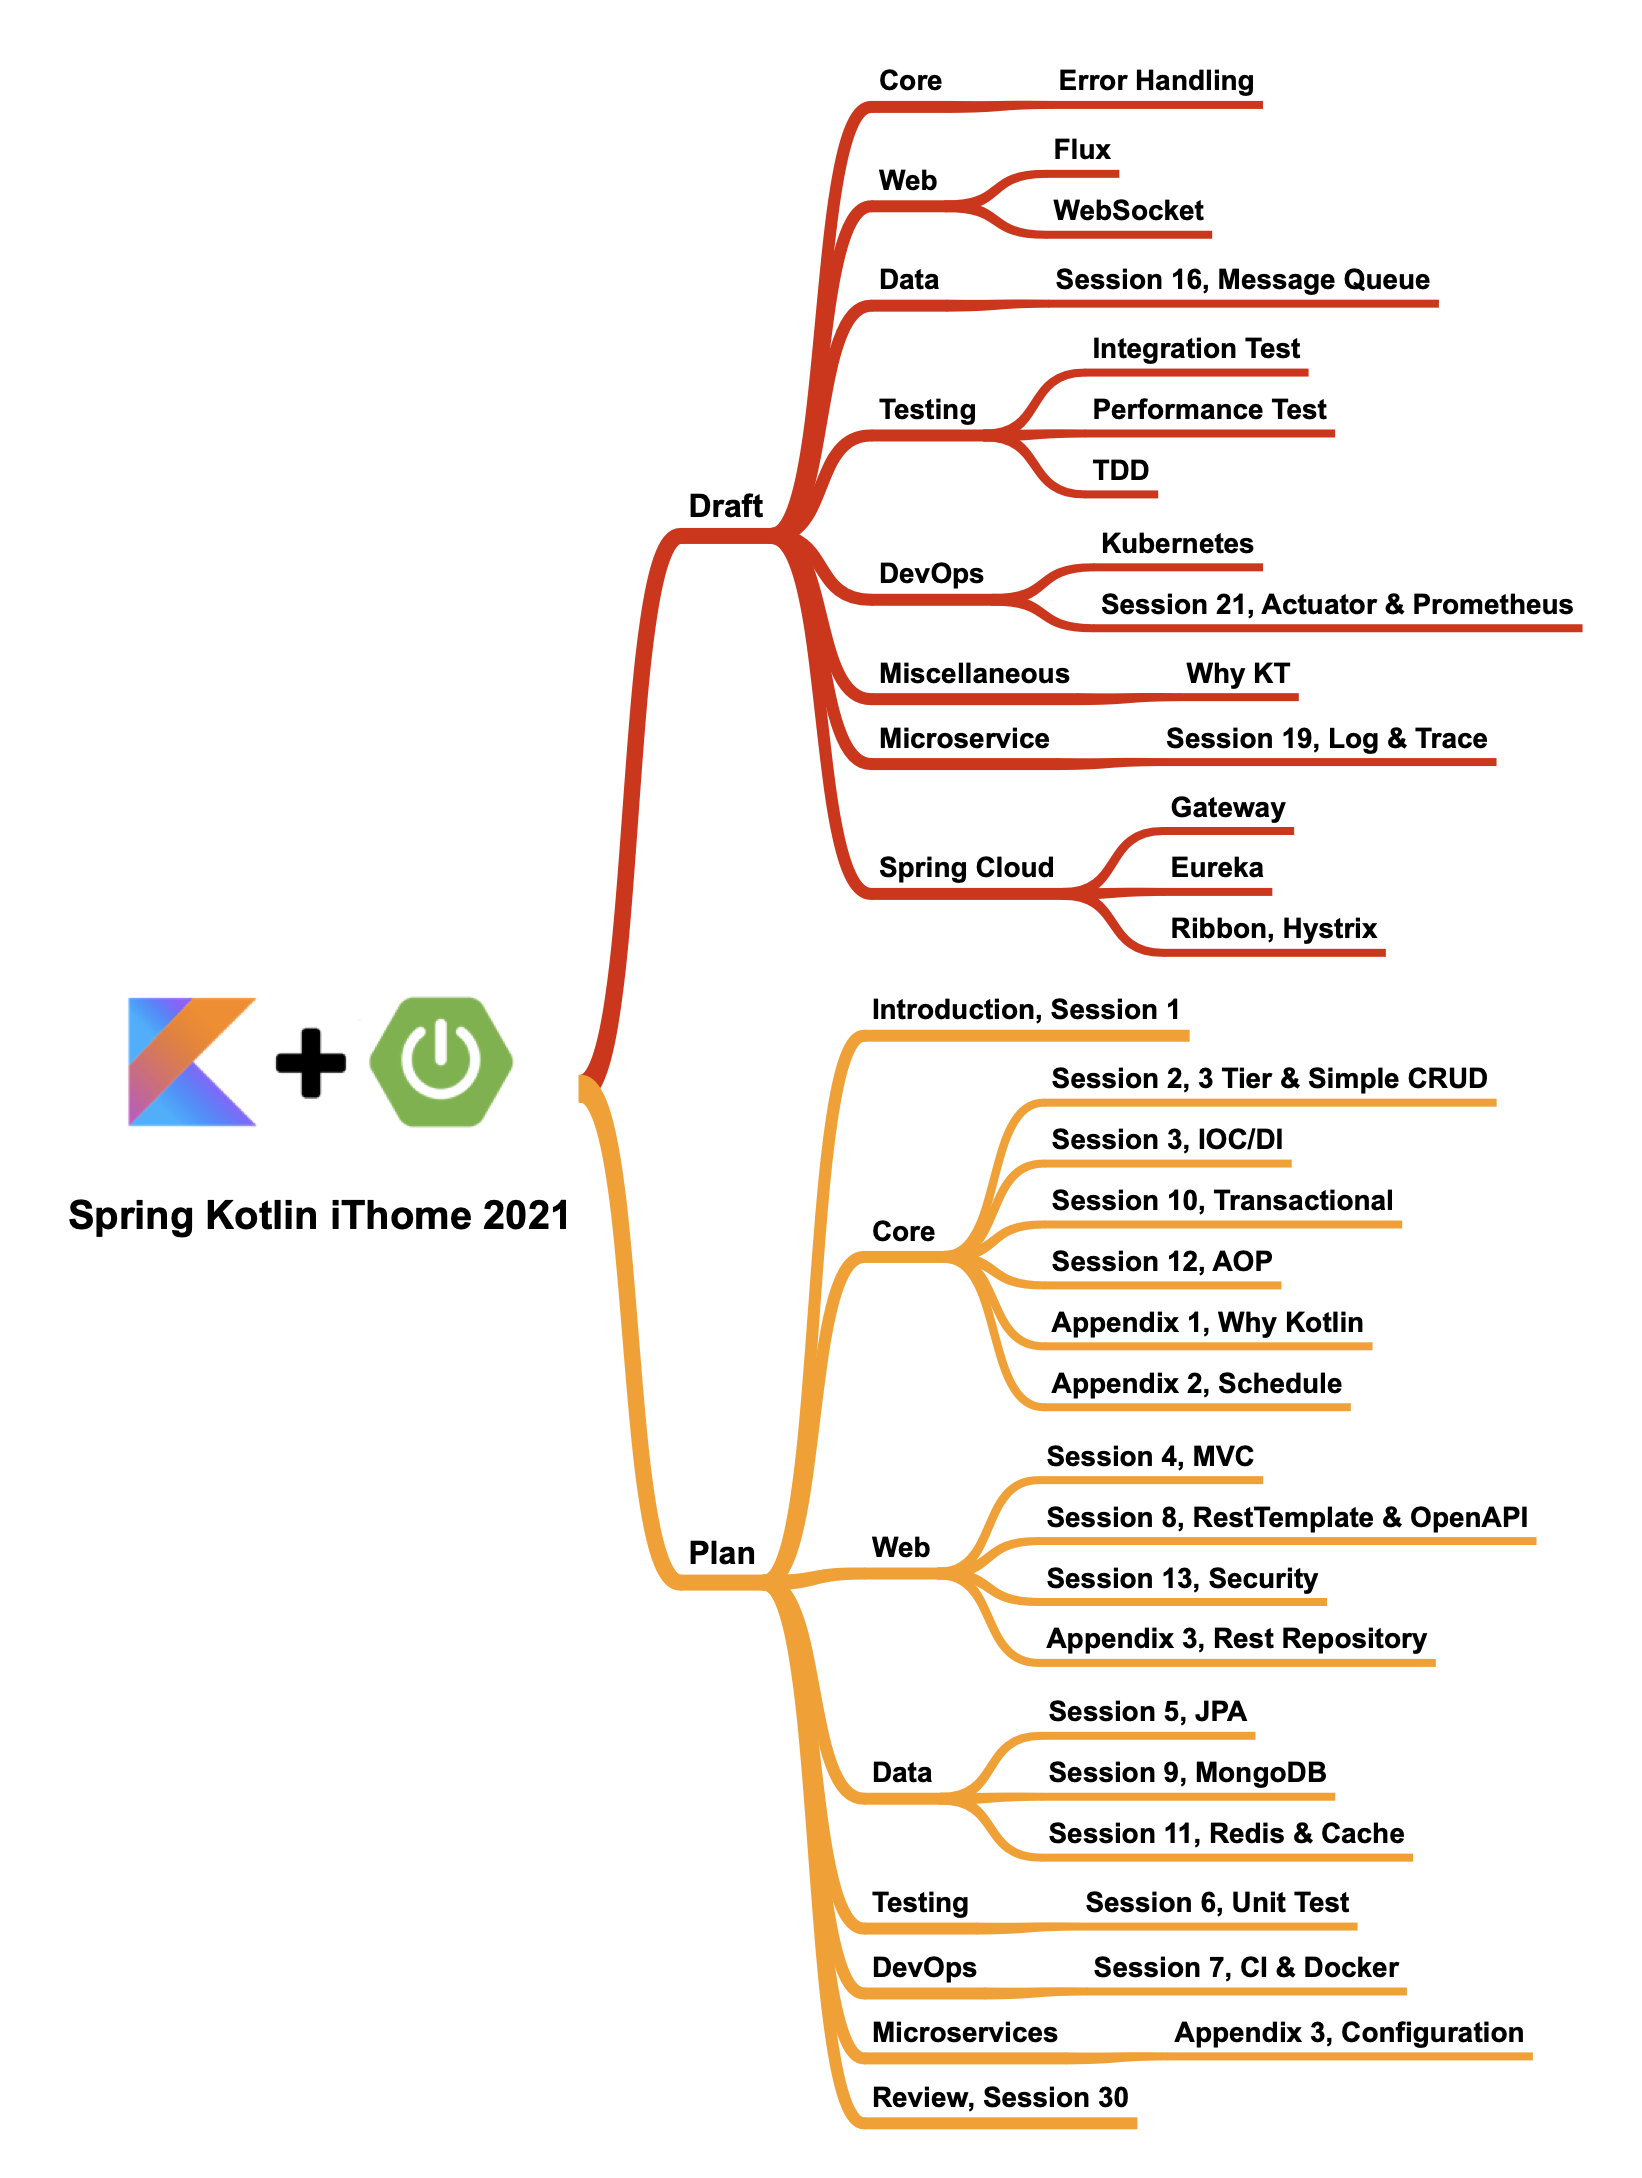 Core
Error Handling
Web
Flux
WebSocket
Data
Session 16, Message Queue
Testing
Integration Test
Performance Test
TDD
Draft
DevOps
Kubernetes
Session 21, Actuator & Prometheus
Miscellaneous
Why KT
Microservice
Session 19, Log & Trace
Spring Cloud
Gateway
Eureka
Ribbon, Hystrix
Spring Kotlin iThome 2021
Introduction, Session 1
Core
Session 2, 3 Tier & Simple CRUD
Session 3, IOC/DI
Session 10, Transactional
Session 12, AOP
Appendix 1, Why Kotlin
Appendix 2, Schedule
Plan
Web
Session 4, MVC
Session 8, RestTemplate & OpenAPI
Session 13, Security
Appendix 3, Rest Repository
Data
Session 5, JPA
Session 9, MongoDB
Session 11, Redis & Cache
Testing
Session 6, Unit Test
DevOps
Session 7, CI & Docker
Microservices
Appendix 3, Configuration
Review, Session 30